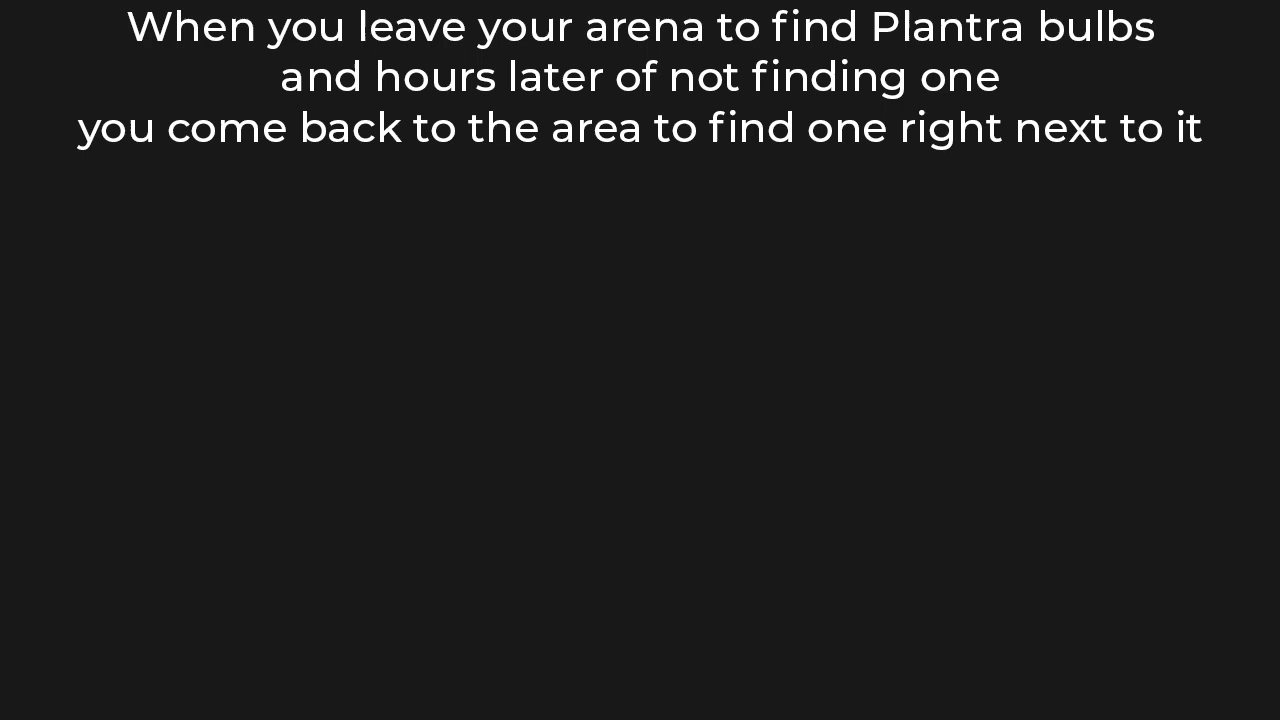 When you leave your arena to find Plantra bulbs
and hours later of not finding one
you come back to the area to find one right next to it